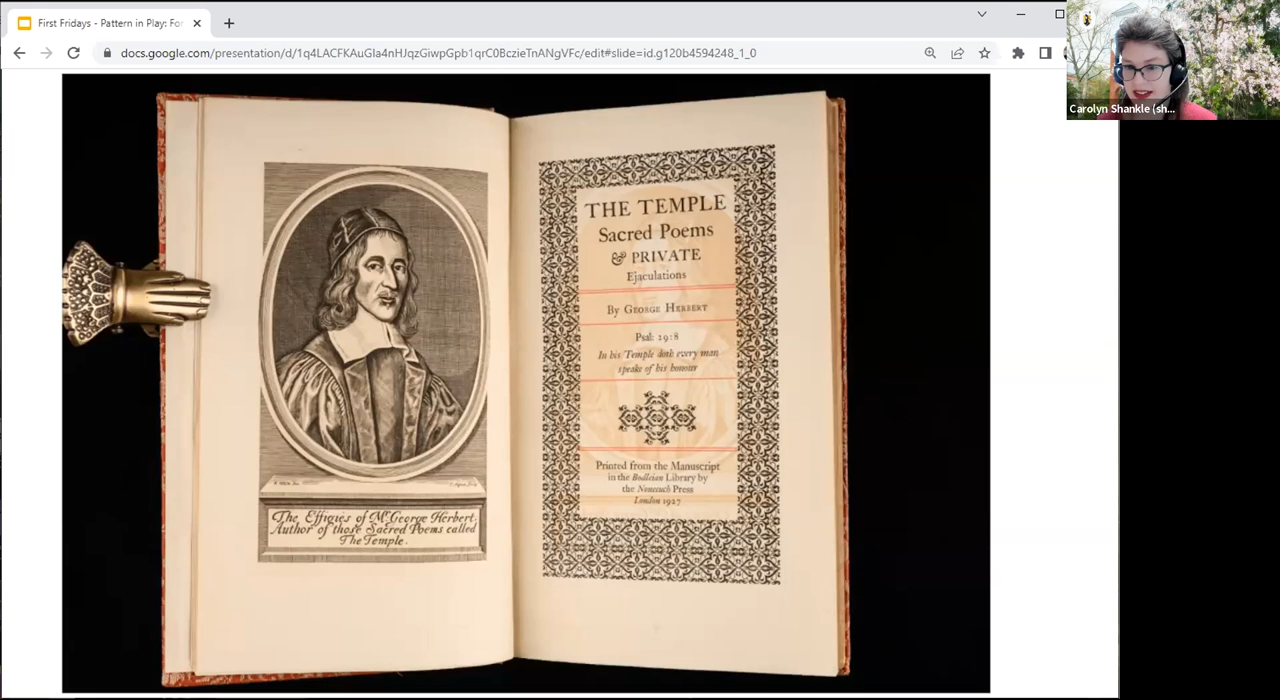 First Fridays - Pattern in Play: For
docs.google.com/presentation/d/1q4LACFKAuGIa4nHJqzGiwpGpb1qrC0BczieTnANgVFc/edit#slide=id.g120b4594248_1_0
Carolyn Shankle (sh...
The Effigies of Mr. George Herbert:
Author of those Sacred Poems called
The Temple.
THE TEMPLE
Sacred Poems
& PRIVATE
Ejaculations
By GEORGE HERBERT
Psal: 29:8
In his Temple doth every man
speake of his honour
Printed from the Manuscript
in the Bodleian Library by
the Nonesuch Press
London 1927